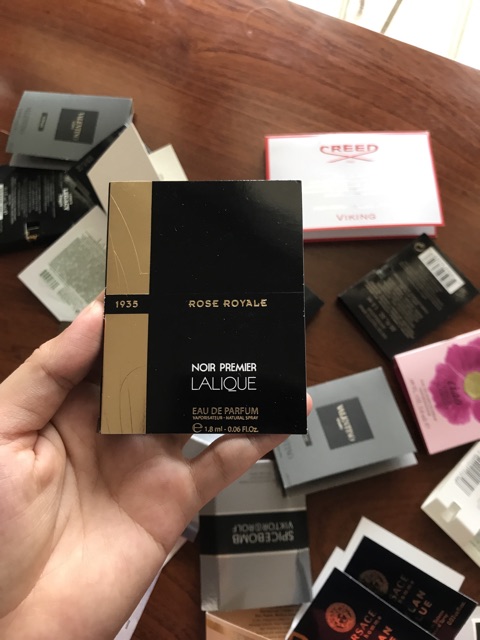 CREED
VIKING
1935
ROSE ROYALE
NOIR PREMIER
LALIQUE
EAU DE PARFUM
VAPORISATEUR - NATURAL SPRAY
℮ 1.8 ml - 0.06 Fl.Oz.
VALENTINO
VALENTINO
SPICEBOMB
VIKTOR&ROLF